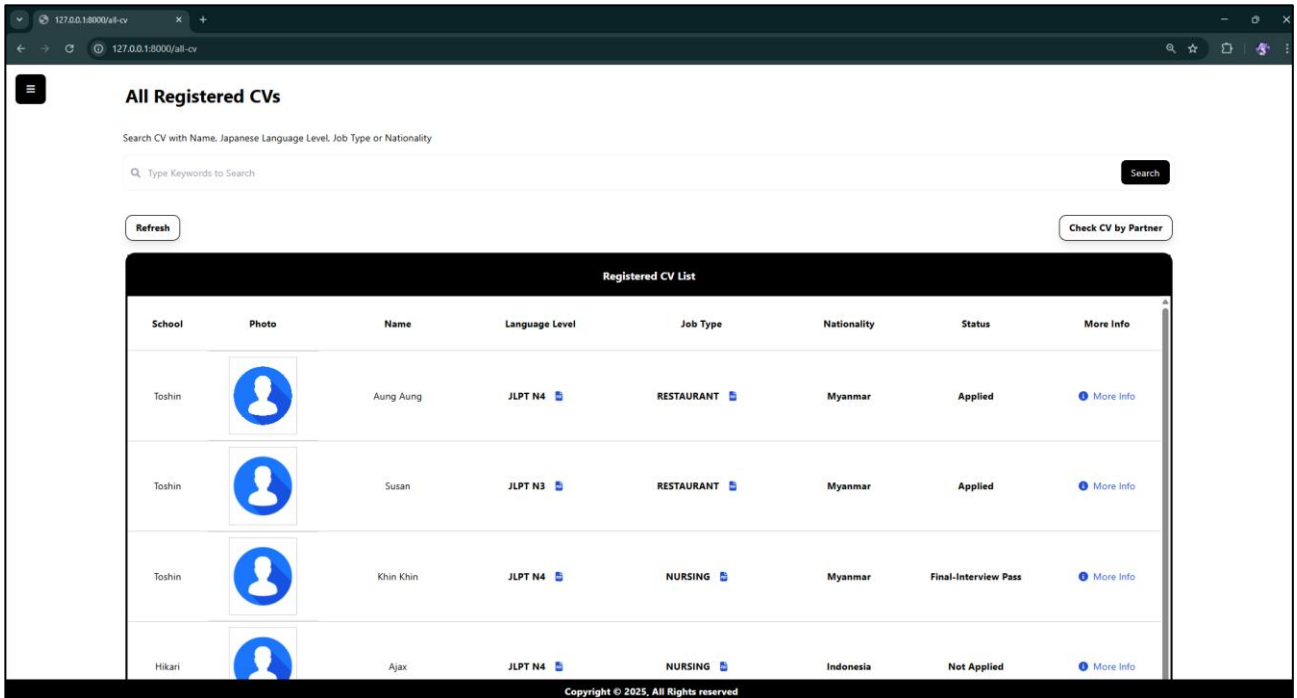 127.0.0.1:8000/all-cv
127.0.0.1:8000/all-cv
All Registered CVs
Search CV with Name, Japanese Language Level, Job Type or Nationality
Type Keywords to Search Search
Refresh Check CV by Partner
Registered CV List
School Photo Name Language Level Job Type Nationality Status More Info
Toshin Aung Aung JLPT N4 RESTAURANT Myanmar Applied More Info
Toshin Susan JLPT N3 RESTAURANT Myanmar Applied More Info
Toshin Khin Khin JLPT N4 NURSING Myanmar Final-Interview Pass More Info
Hikari Ajax JLPT N4 NURSING Indonesia Not Applied More Info
Copyright © 2025, All Rights reserved